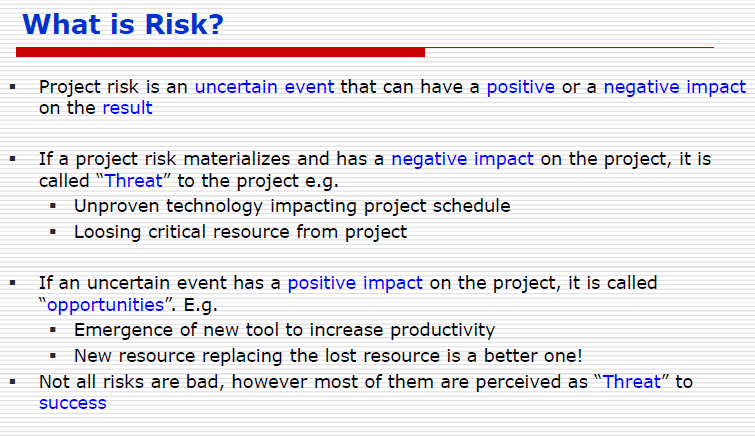 What is Risk?
▪ Project risk is an uncertain event that can have a positive or a negative impact
on the result
▪ If a project risk materializes and has a negative impact on the project, it is
called “Threat” to the project e.g.
▪ Unproven technology impacting project schedule
▪ Loosing critical resource from project
▪ If an uncertain event has a positive impact on the project, it is called
“opportunities”. E.g.
▪ Emergence of new tool to increase productivity
▪ New resource replacing the lost resource is a better one!
▪ Not all risks are bad, however most of them are perceived as “Threat” to
success